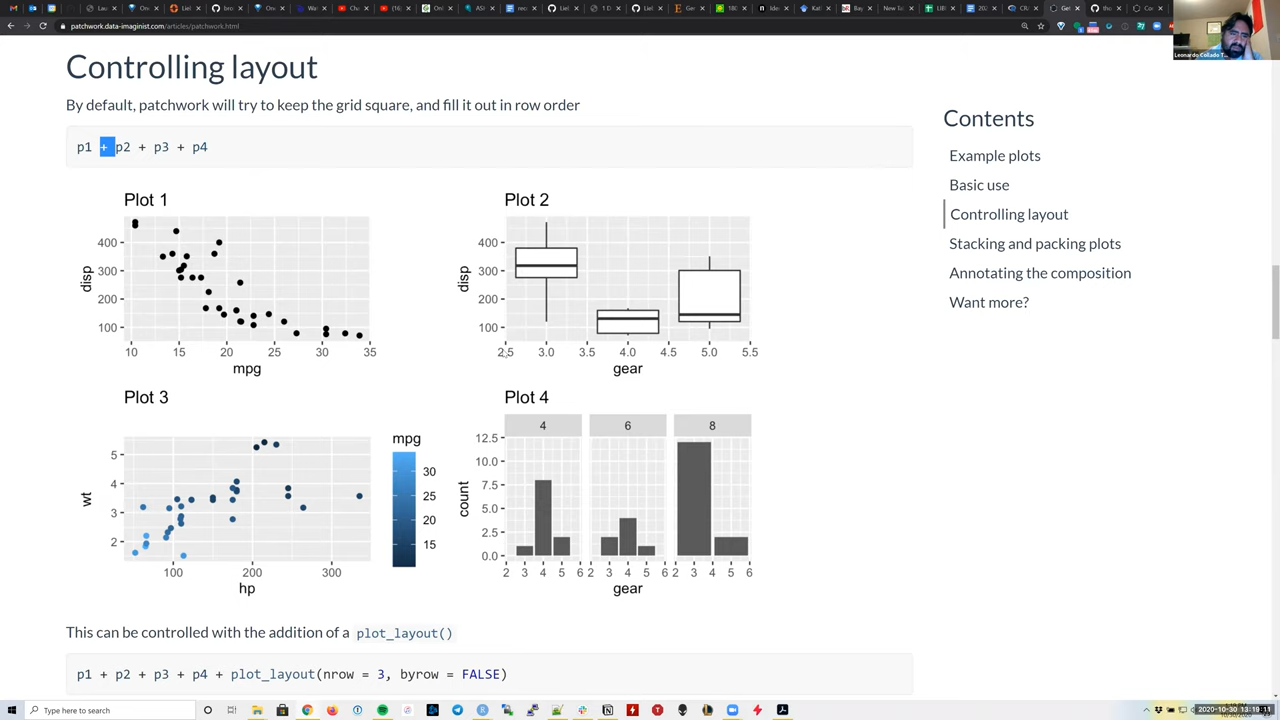 patchwork.data-imaginist.com/articles/patchwork.html
Leonardo Collado T...
Controlling layout
By default, patchwork will try to keep the grid square, and fill it out in row order
p1 + p2 + p3 + p4
Plot 1
400
300
200
100
disp
10 15 20 25 30 35
mpg
Plot 2
400
300
200
100
disp
2.5 3.0 3.5 4.0 4.5 5.0 5.5
gear
Plot 3
5
4
3
2
wt
100 200 300
hp
mpg
30
25
20
15
Plot 4
4 6 8
12.5
10.0
7.5
5.0
2.5
0.0
count
2 3 4 5 6 2 3 4 5 6 2 3 4 5 6
gear
This can be controlled with the addition of a plot_layout()
p1 + p2 + p3 + p4 + plot_layout(nrow = 3, byrow = FALSE)
Contents
Example plots
Basic use
Controlling layout
Stacking and packing plots
Annotating the composition
Want more?
Type here to search
2020-10-30 13:19:11